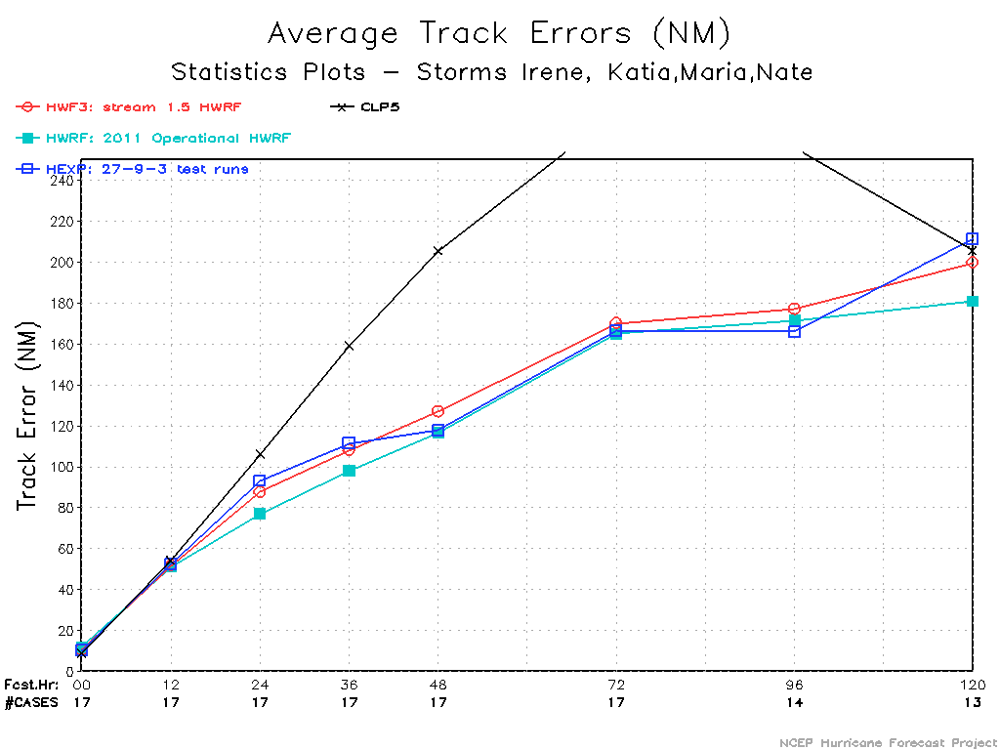 Average Track Errors (NM)
Statistics Plots – Storms Irene, Katia,Maria,Nate
HWF3: stream 1.5 HWRF
CLP5
HWRF: 2011 Operational HWRF
HEXP: 27-9-3 test runs
240
220
200
180
160
140
120
100
80
60
40
20
0
Track Error (NM)
Fcst.Hr: 00 12 24 36 48 72 96 120
#CASES 17 17 17 17 17 17 14 13
NCEP Hurricane Forecast Project